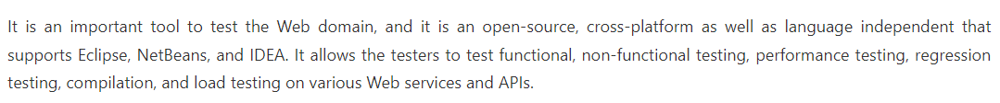 It is an important tool to test the Web domain, and it is an open-source, cross-platform as well as language independent that
supports Eclipse, NetBeans, and IDEA. It allows the testers to test functional, non-functional testing, performance testing, regression
testing, compilation, and load testing on various Web services and APIs.